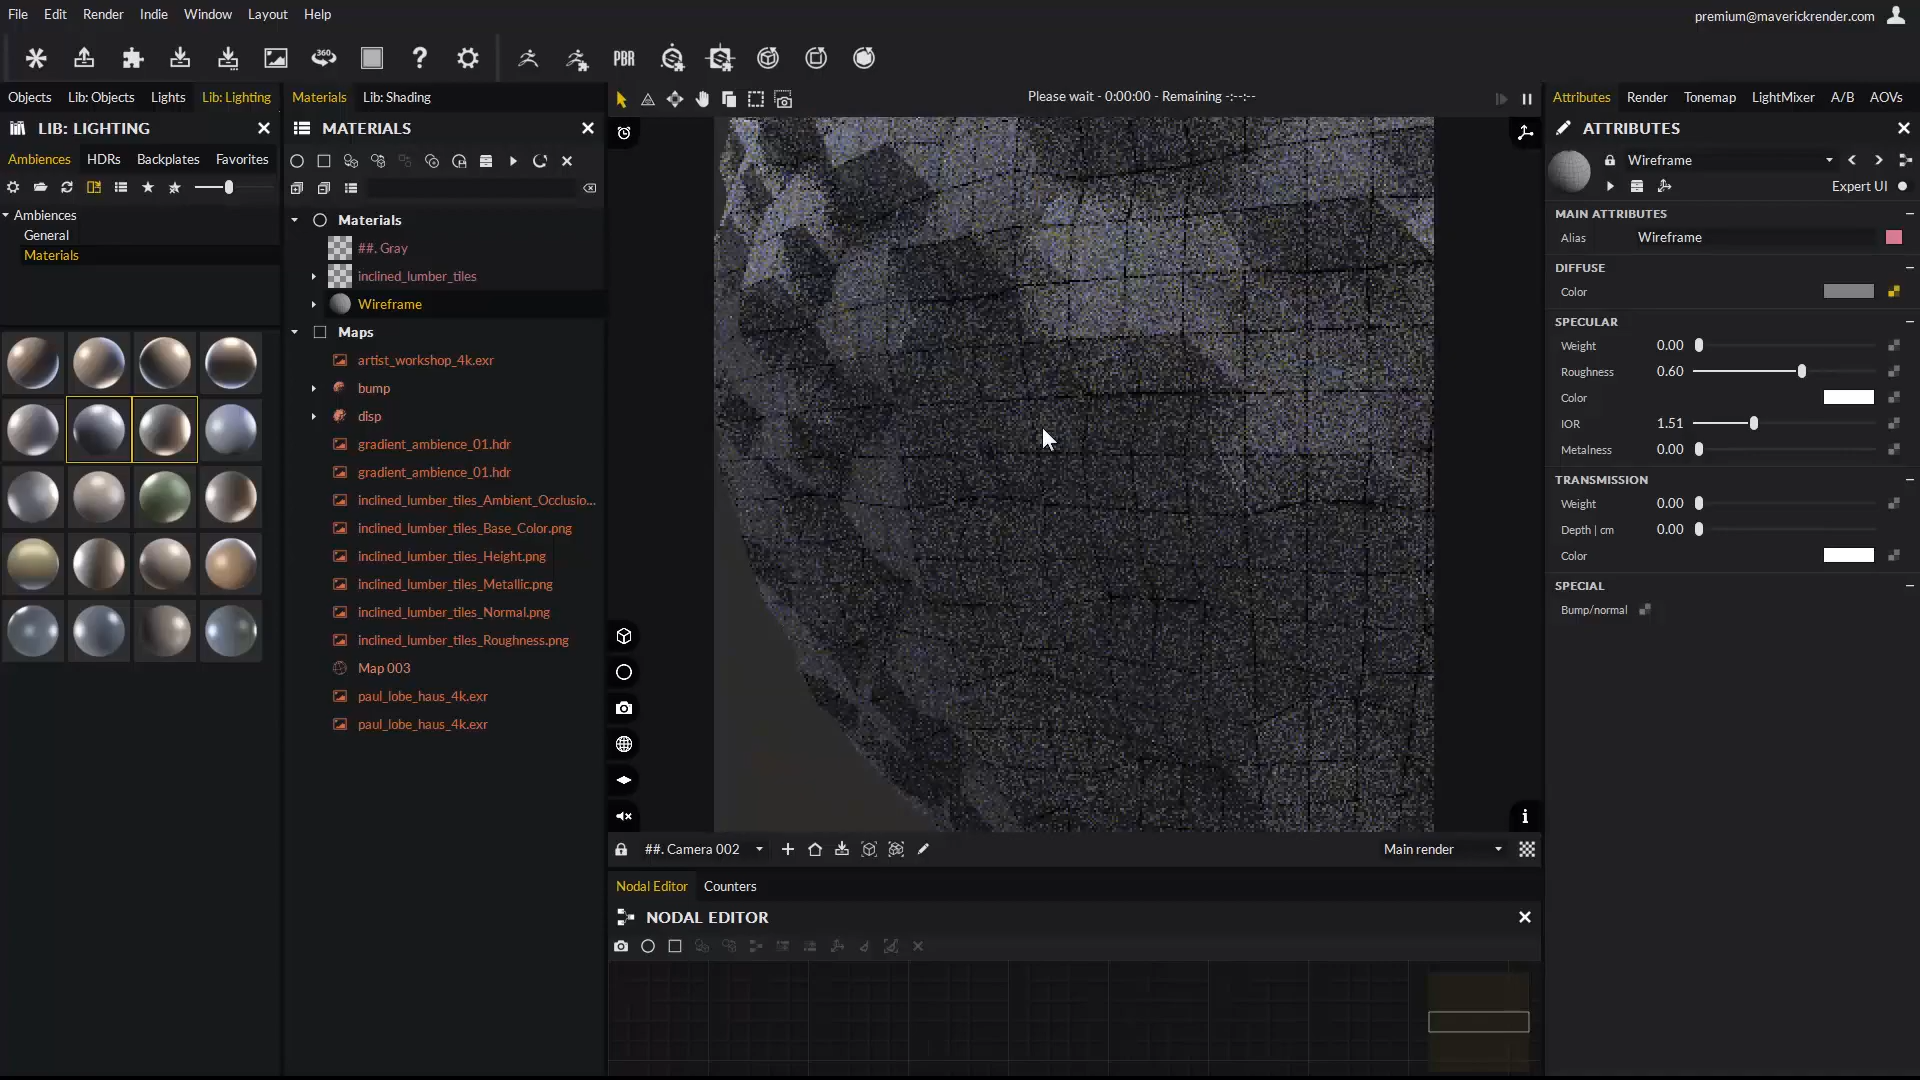 File Edit Render Indie Window Layout Help
premium@maverickrender.com
360º
?
PBR
Objects Lib: Objects Lights Lib: Lighting
Materials Lib: Shading
Please wait - 0:00:00 - Remaining -:--:--
Attributes Render Tonemap LightMixer A/B AOVs
LIB: LIGHTING
MATERIALS
ATTRIBUTES
Ambiences HDRs Backplates Favorites
Wireframe
Expert UI
Ambiences
General
Materials
Materials
##. Gray
inclined_lumber_tiles
Wireframe
Maps
artist_workshop_4k.exr
bump
disp
gradient_ambience_01.hdr
gradient_ambience_01.hdr
inclined_lumber_tiles_Ambient_Occlusio...
inclined_lumber_tiles_Base_Color.png
inclined_lumber_tiles_Height.png
inclined_lumber_tiles_Metallic.png
inclined_lumber_tiles_Normal.png
inclined_lumber_tiles_Roughness.png
Map 003
paul_lobe_haus_4k.exr
paul_lobe_haus_4k.exr
MAIN ATTRIBUTES
Alias Wireframe
DIFFUSE
Color
SPECULAR
Weight 0.00
Roughness 0.60
Color
IOR 1.51
Metalness 0.00
TRANSMISSION
Weight 0.00
Depth | cm 0.00
Color
SPECIAL
Bump/normal
##. Camera 002
Main render
Nodal Editor Counters
NODAL EDITOR